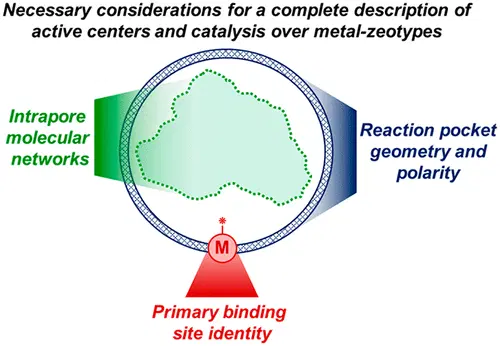 Necessary considerations for a complete description of
active centers and catalysis over metal-zeotypes
Intrapore
molecular
networks
Reaction pocket
geometry and
polarity
*
M
Primary binding
site identity